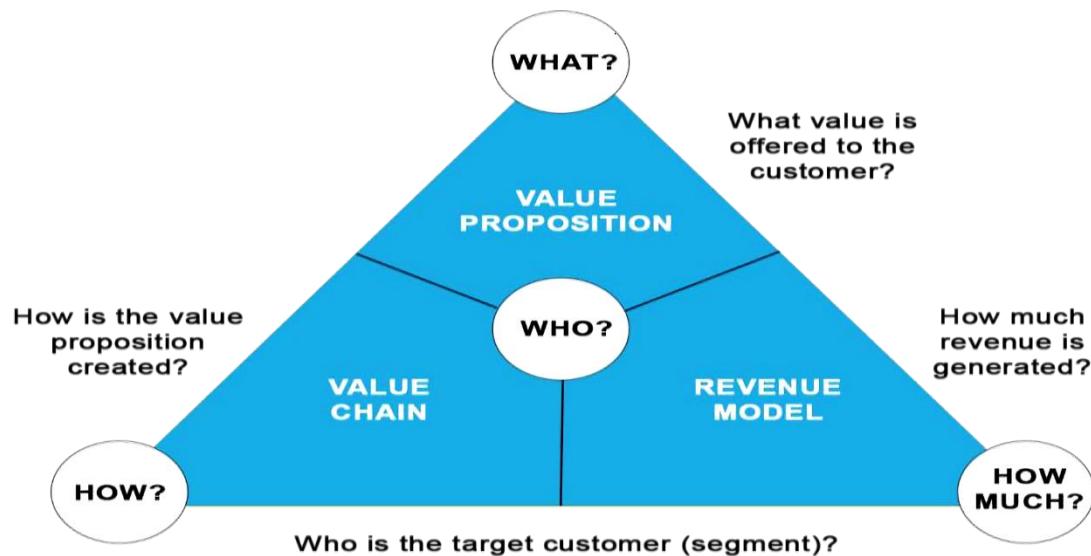 WHAT?
What value is
offered to the
customer?
VALUE
PROPOSITION
How is the value
proposition
created?
WHO?
How much
revenue is
generated?
VALUE
CHAIN
REVENUE
MODEL
HOW?
HOW
MUCH?
Who is the target customer (segment)?